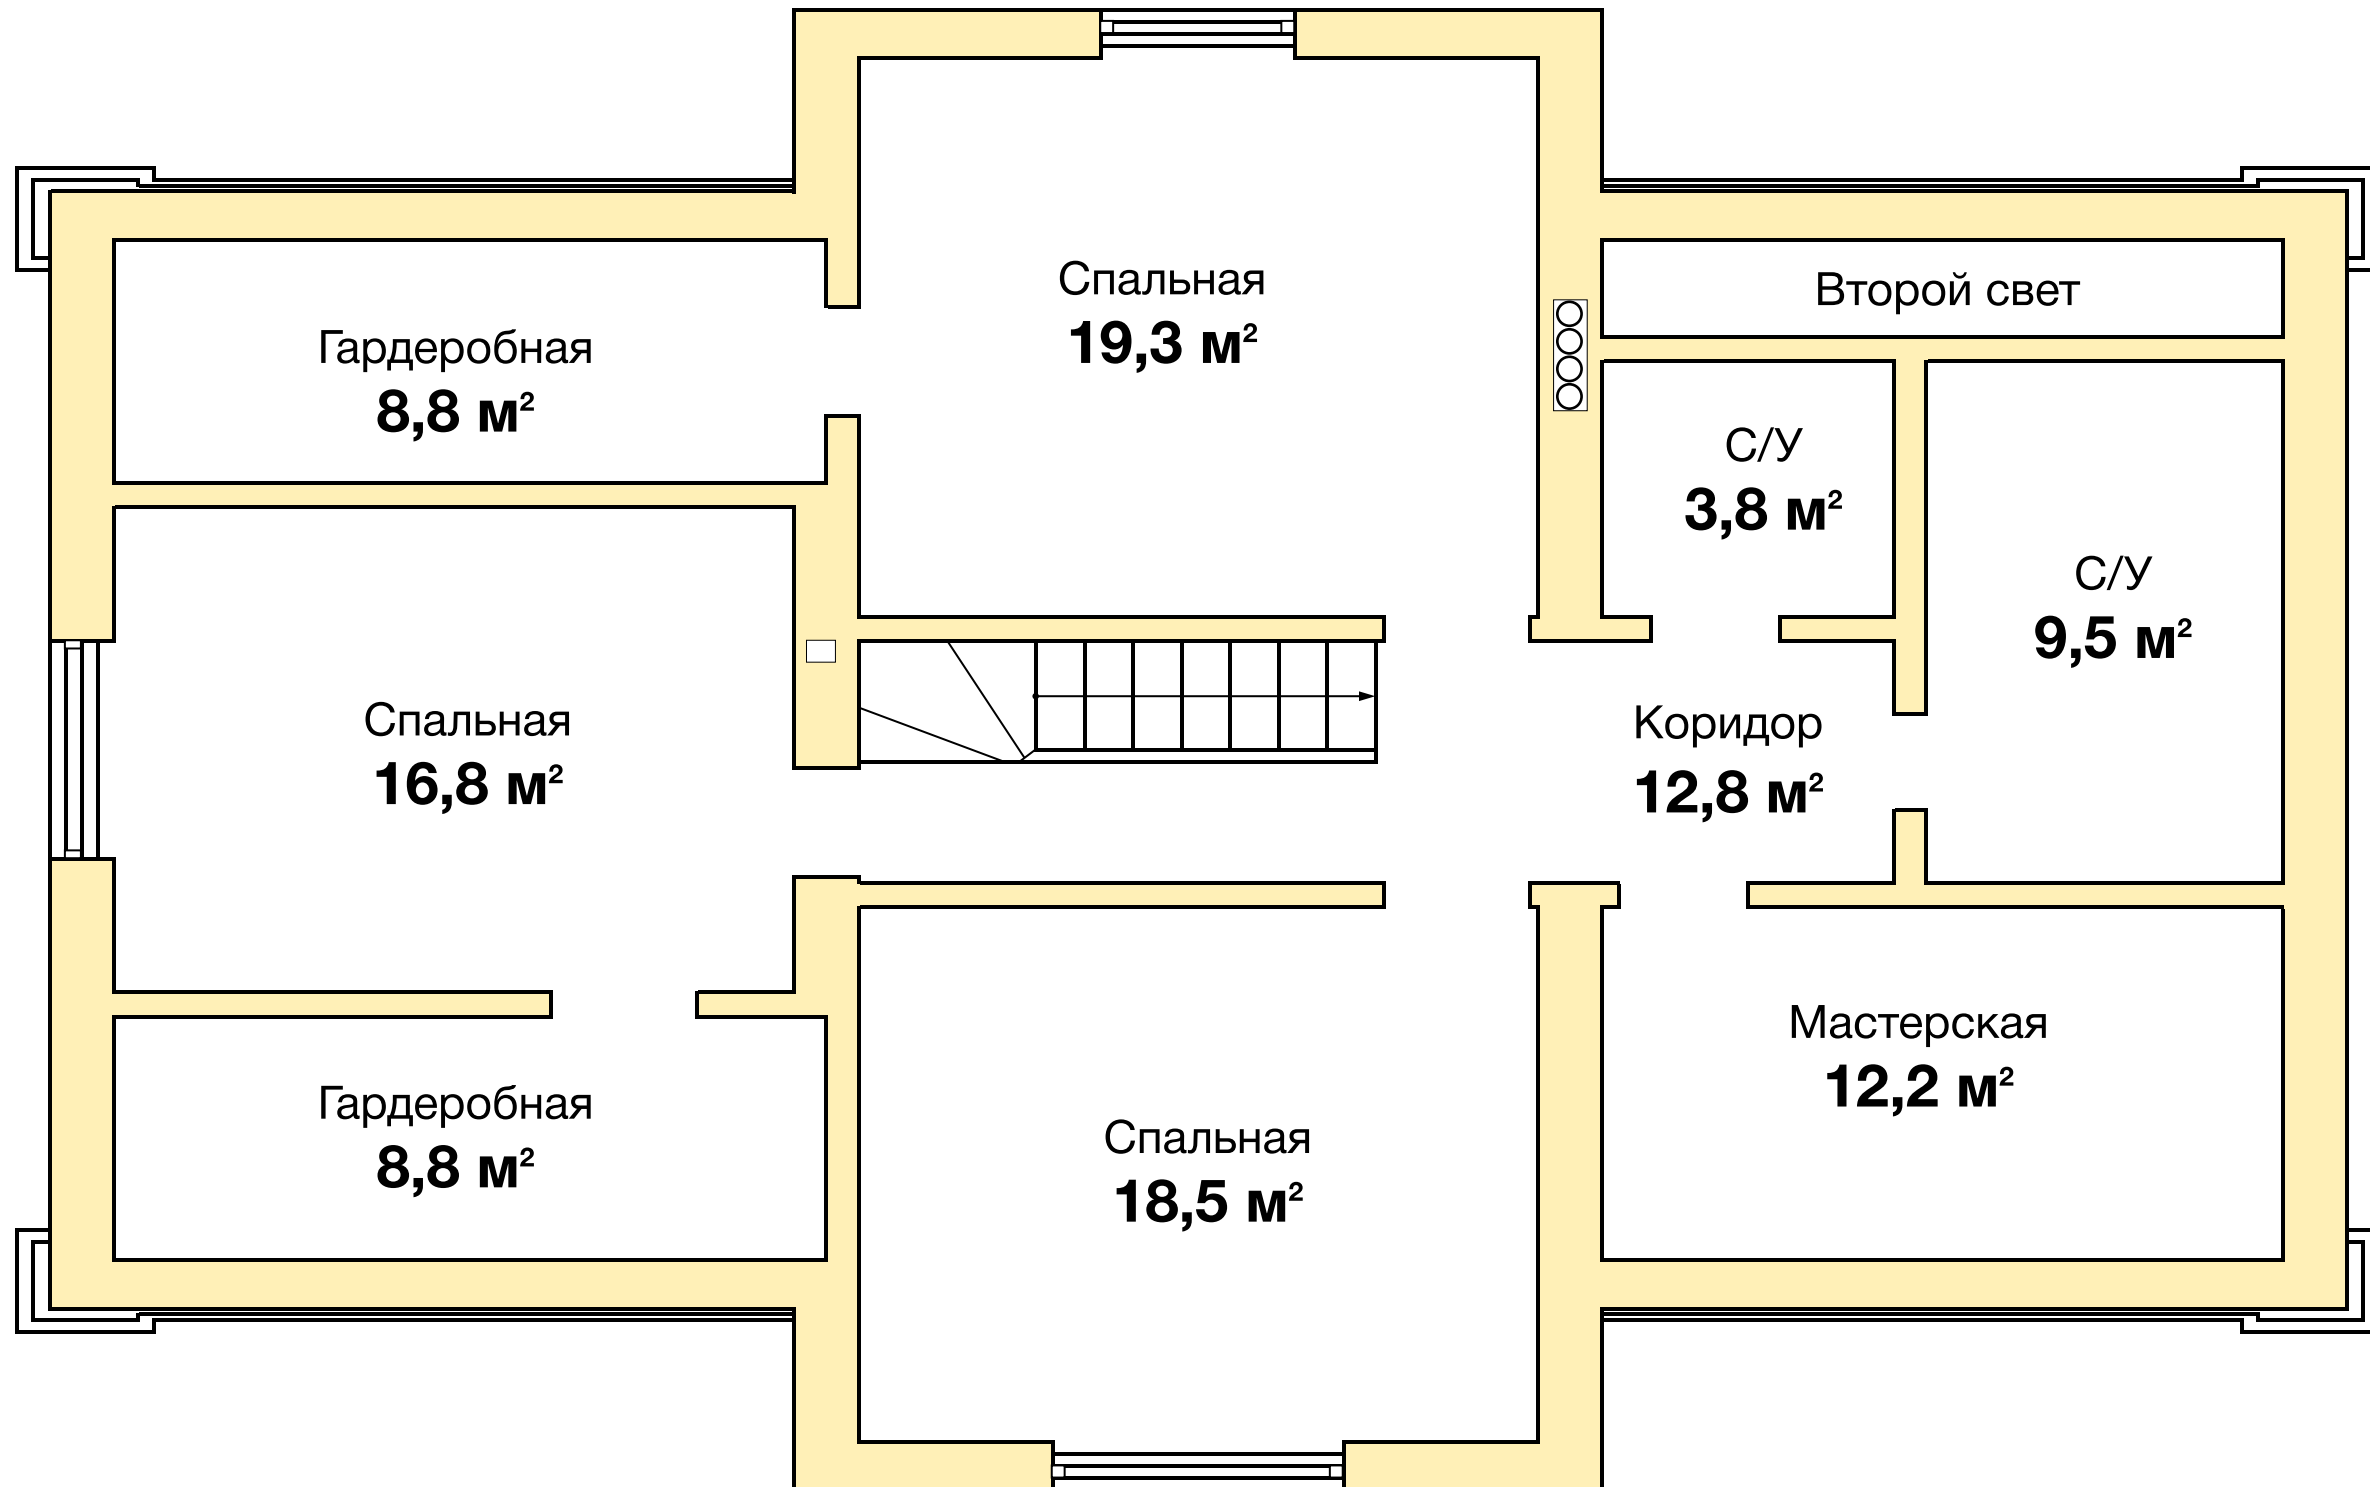 Спальная
19,3 м²
Второй свет
Гардеробная
8,8 м²
С/У
3,8 м²
С/У
9,5 м²
Спальная
16,8 м²
Коридор
12,8 м²
Мастерская
12,2 м²
Гардеробная
8,8 м²
Спальная
18,5 м²